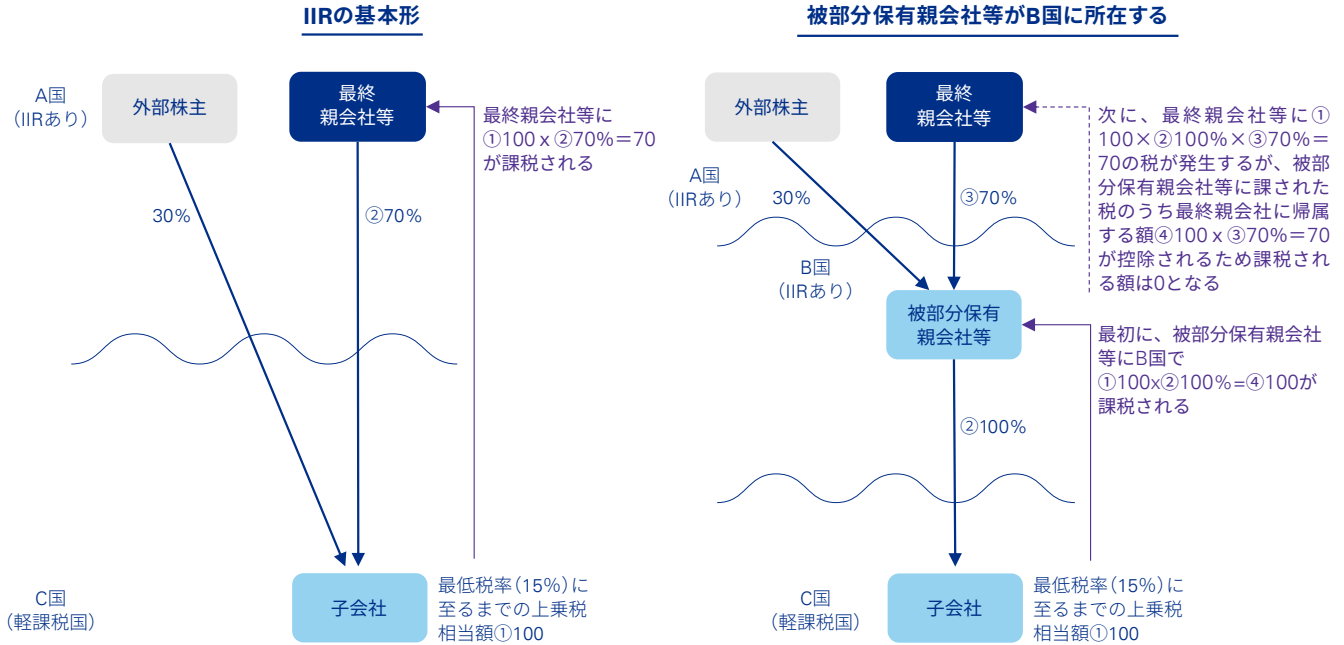 IIRの基本形
A国
(IIRあり)
外部株主
最終
親会社等
最終親会社等に
①100 x ②70%＝70
が課税される
30%
②70%
C国
(軽課税国)
子会社
最低税率(15%)に
至るまでの上乗税
相当額①100
被部分保有親会社等がB国に所在する
外部株主
最終
親会社等
次に、最終親会社等に①
100×②100%×③70%＝
70の税が発生するが、被部
分保有親会社等に課された
税のうち最終親会社に帰属
する額④100 x ③70%＝70
が控除されるため課税され
る額は0となる
A国
(IIRあり)
30%
③70%
B国
(IIRあり)
被部分保有
親会社等
最初に、被部分保有親会社
等にB国で
①100x②100%=④100が
課税される
②100%
C国
(軽課税国)
子会社
最低税率(15%)に
至るまでの上乗税
相当額①100